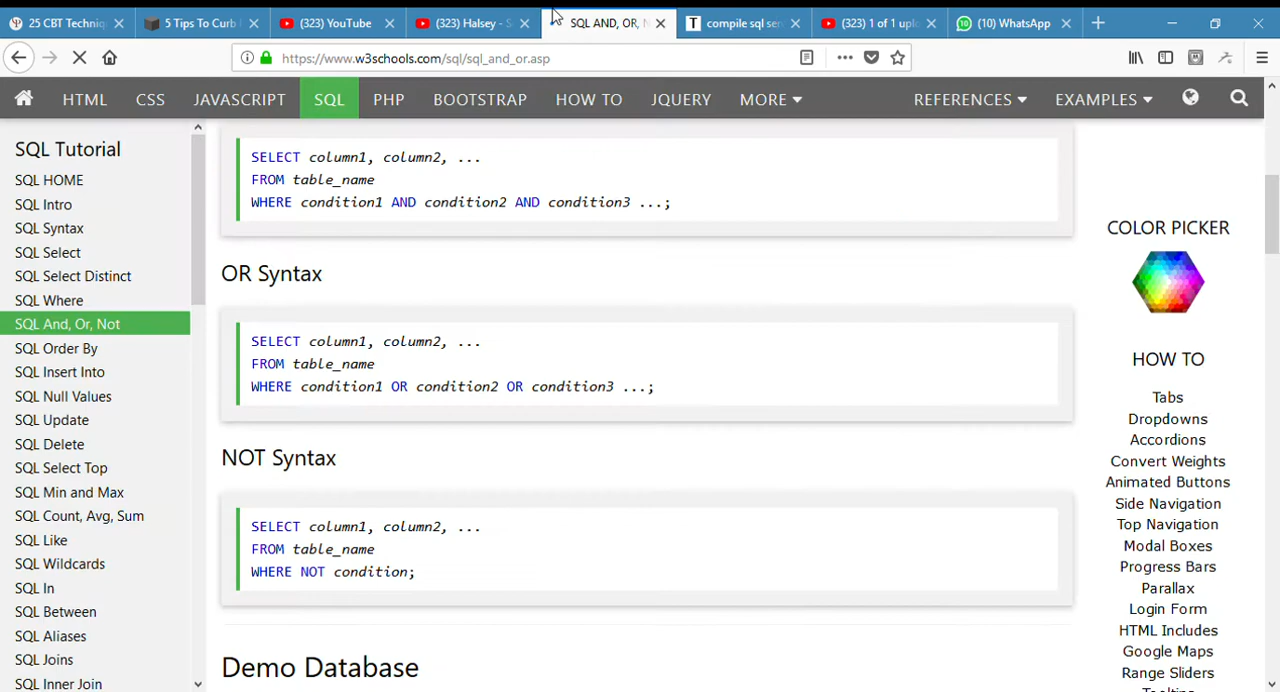 25 CBT Techniq
5 Tips To Curb
(323) YouTube
(323) Halsey - S
SQL AND, OR, N
T compile sql ser
(323) 1 of 1 uplo
(10) WhatsApp
https://www.w3schools.com/sql/sql_and_or.asp
HTML
CSS
JAVASCRIPT
SQL
PHP
BOOTSTRAP
HOW TO
JQUERY
MORE
REFERENCES
EXAMPLES
SQL Tutorial
SQL HOME
SQL Intro
SQL Syntax
SQL Select
SQL Select Distinct
SQL Where
SQL And, Or, Not
SQL Order By
SQL Insert Into
SQL Null Values
SQL Update
SQL Delete
SQL Select Top
SQL Min and Max
SQL Count, Avg, Sum
SQL Like
SQL Wildcards
SQL In
SQL Between
SQL Aliases
SQL Joins
SQL Inner Join
SELECT column1, column2, ...
FROM table_name
WHERE condition1 AND condition2 AND condition3 ...;
OR Syntax
SELECT column1, column2, ...
FROM table_name
WHERE condition1 OR condition2 OR condition3 ...;
NOT Syntax
SELECT column1, column2, ...
FROM table_name
WHERE NOT condition;
Demo Database
COLOR PICKER
HOW TO
Tabs
Dropdowns
Accordions
Convert Weights
Animated Buttons
Side Navigation
Top Navigation
Modal Boxes
Progress Bars
Parallax
Login Form
HTML Includes
Google Maps
Range Sliders